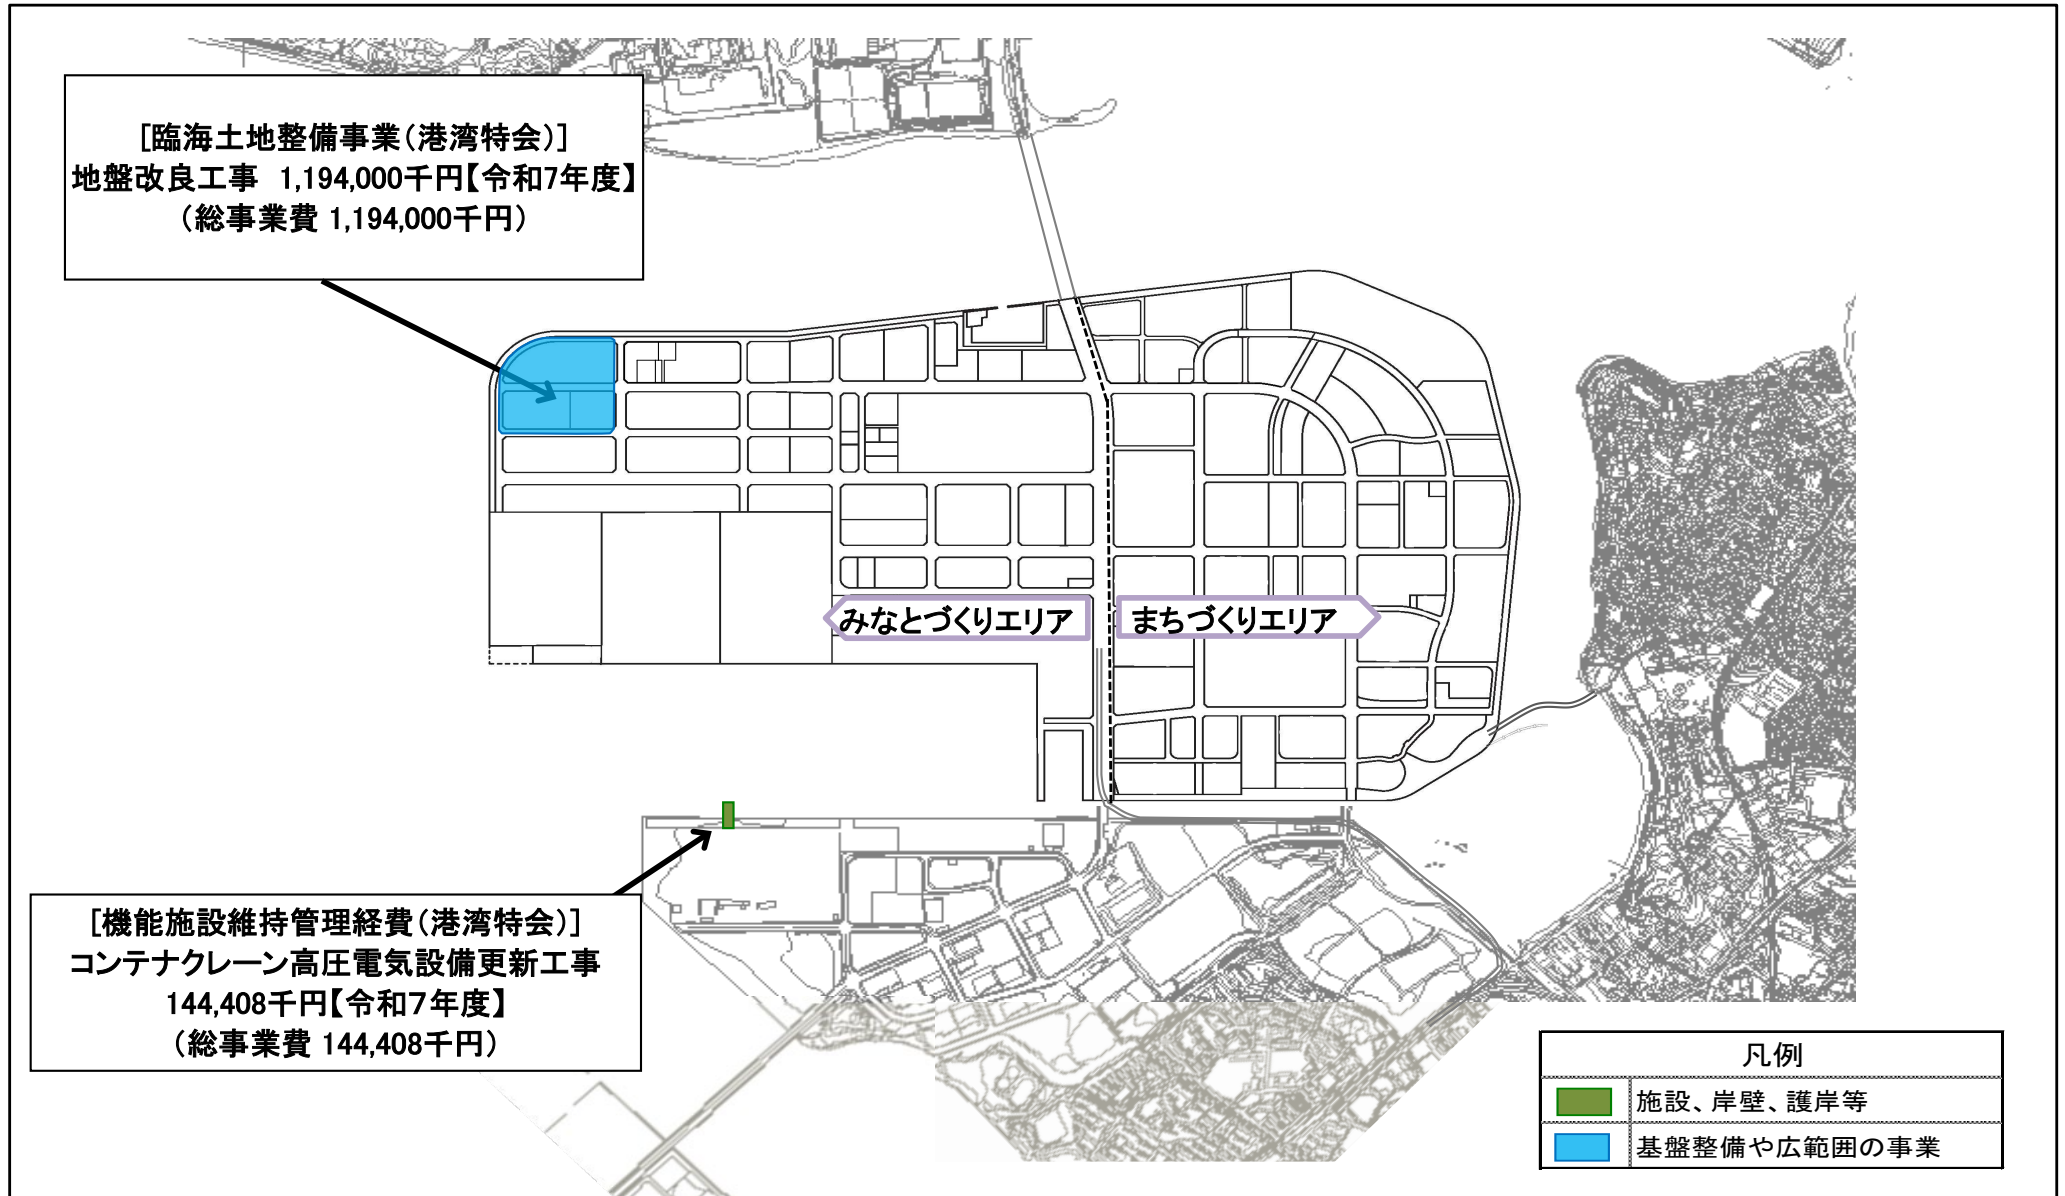 [臨海土地整備事業(港湾特会)]
地盤改良工事 1,194,000千円【令和7年度】
(総事業費 1,194,000千円)
みなとづくりエリア
まちづくりエリア
[機能施設維持管理経費(港湾特会)]
コンテナクレーン高圧電気設備更新工事
144,408千円【令和７年度】
(総事業費 144,408千円)
凡例
施設、岸壁、護岸等
基盤整備や広範囲の事業